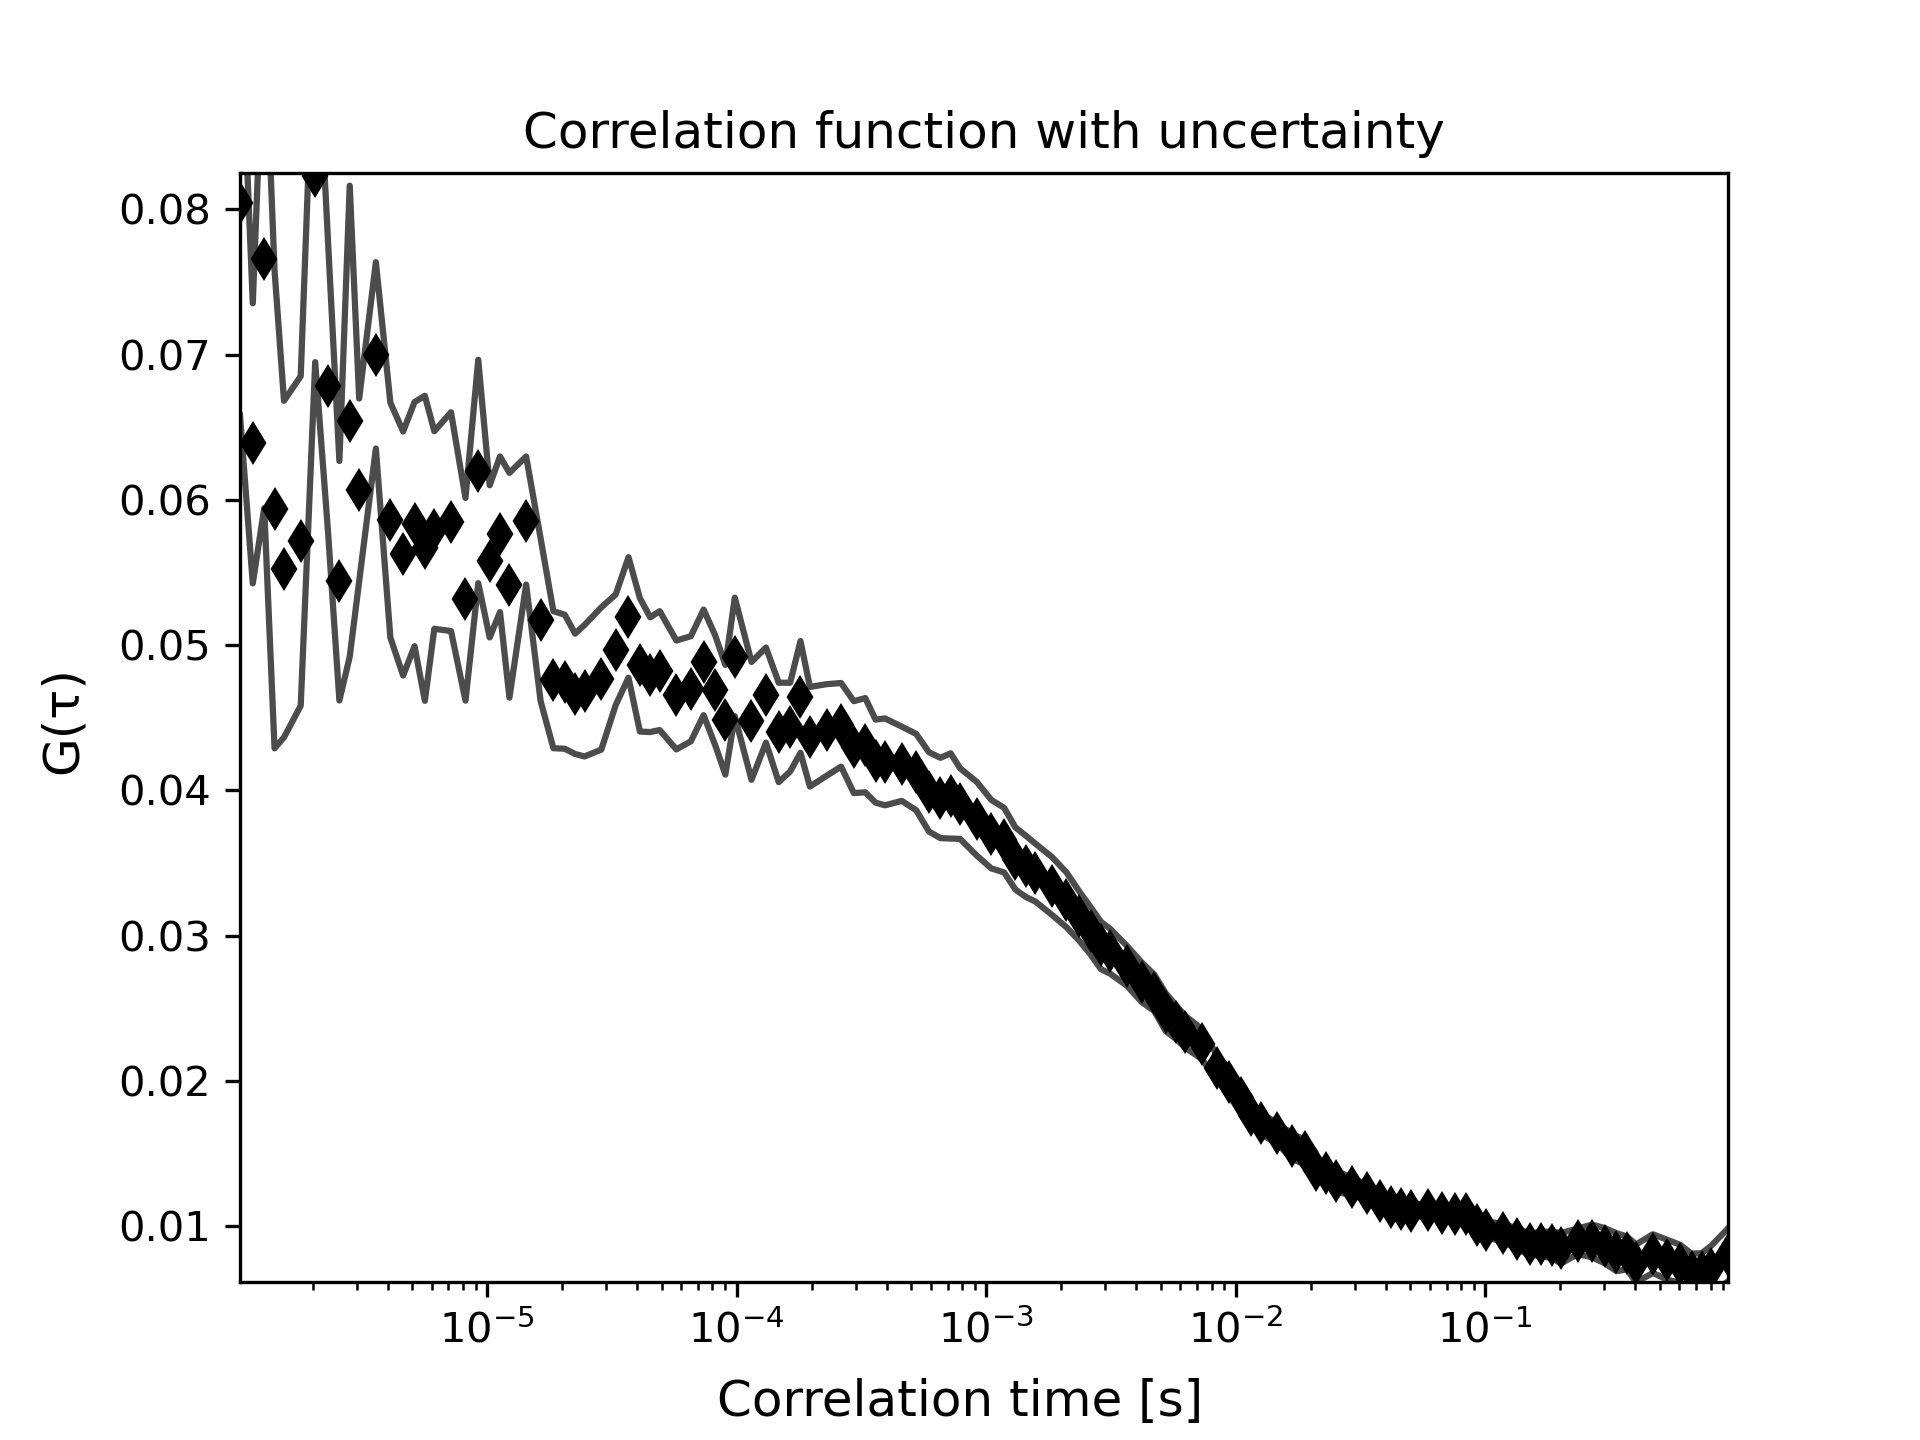 Correlation function with uncertainty
0.08
0.07
0.06
0.05
0.04
0.03
0.02
0.01
G(τ)
10⁻⁵ 10⁻⁴ 10⁻³ 10⁻² 10⁻¹
Correlation time [s]